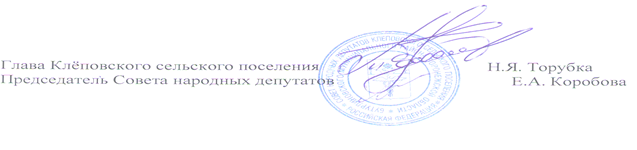 Глава Клёповского сельского поселения Н.Я. Торубка
Председатель Совета народных депутатов Е.А. Коробова